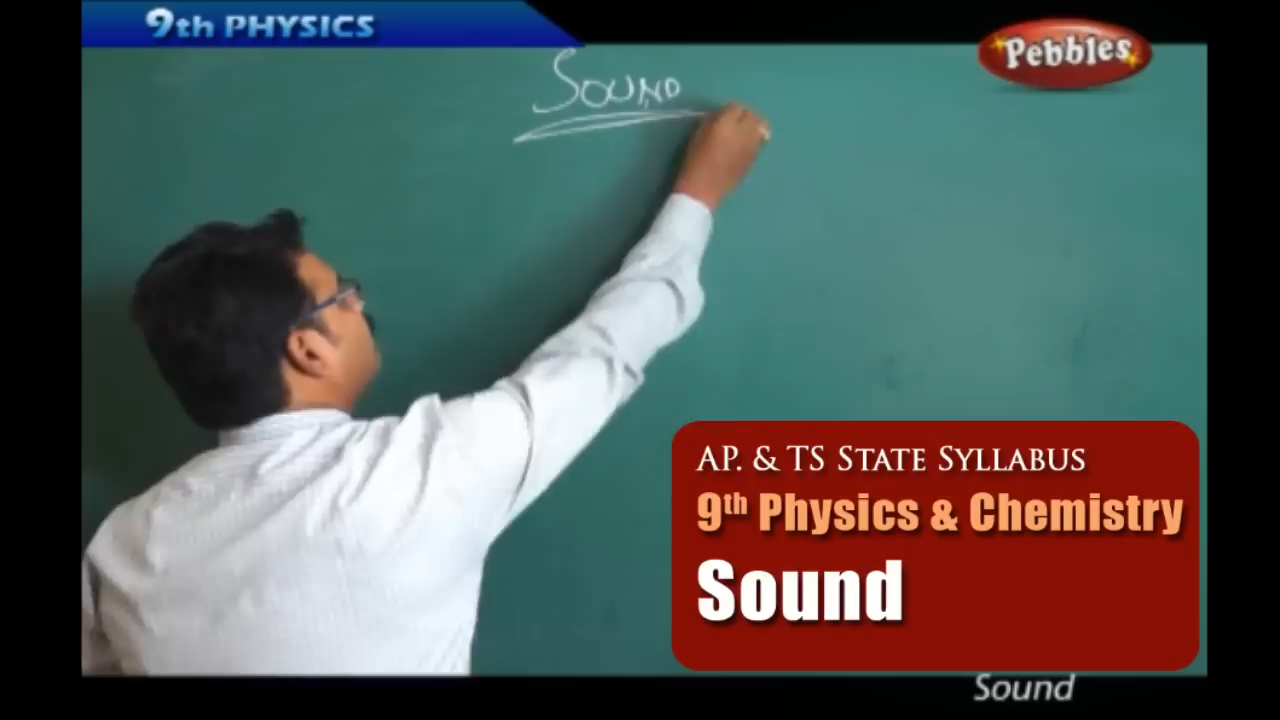 9th PHYSICS
Pebbles
SOUND
AP. & TS STATE SYLLABUS
9th Physics & Chemistry
Sound
Sound